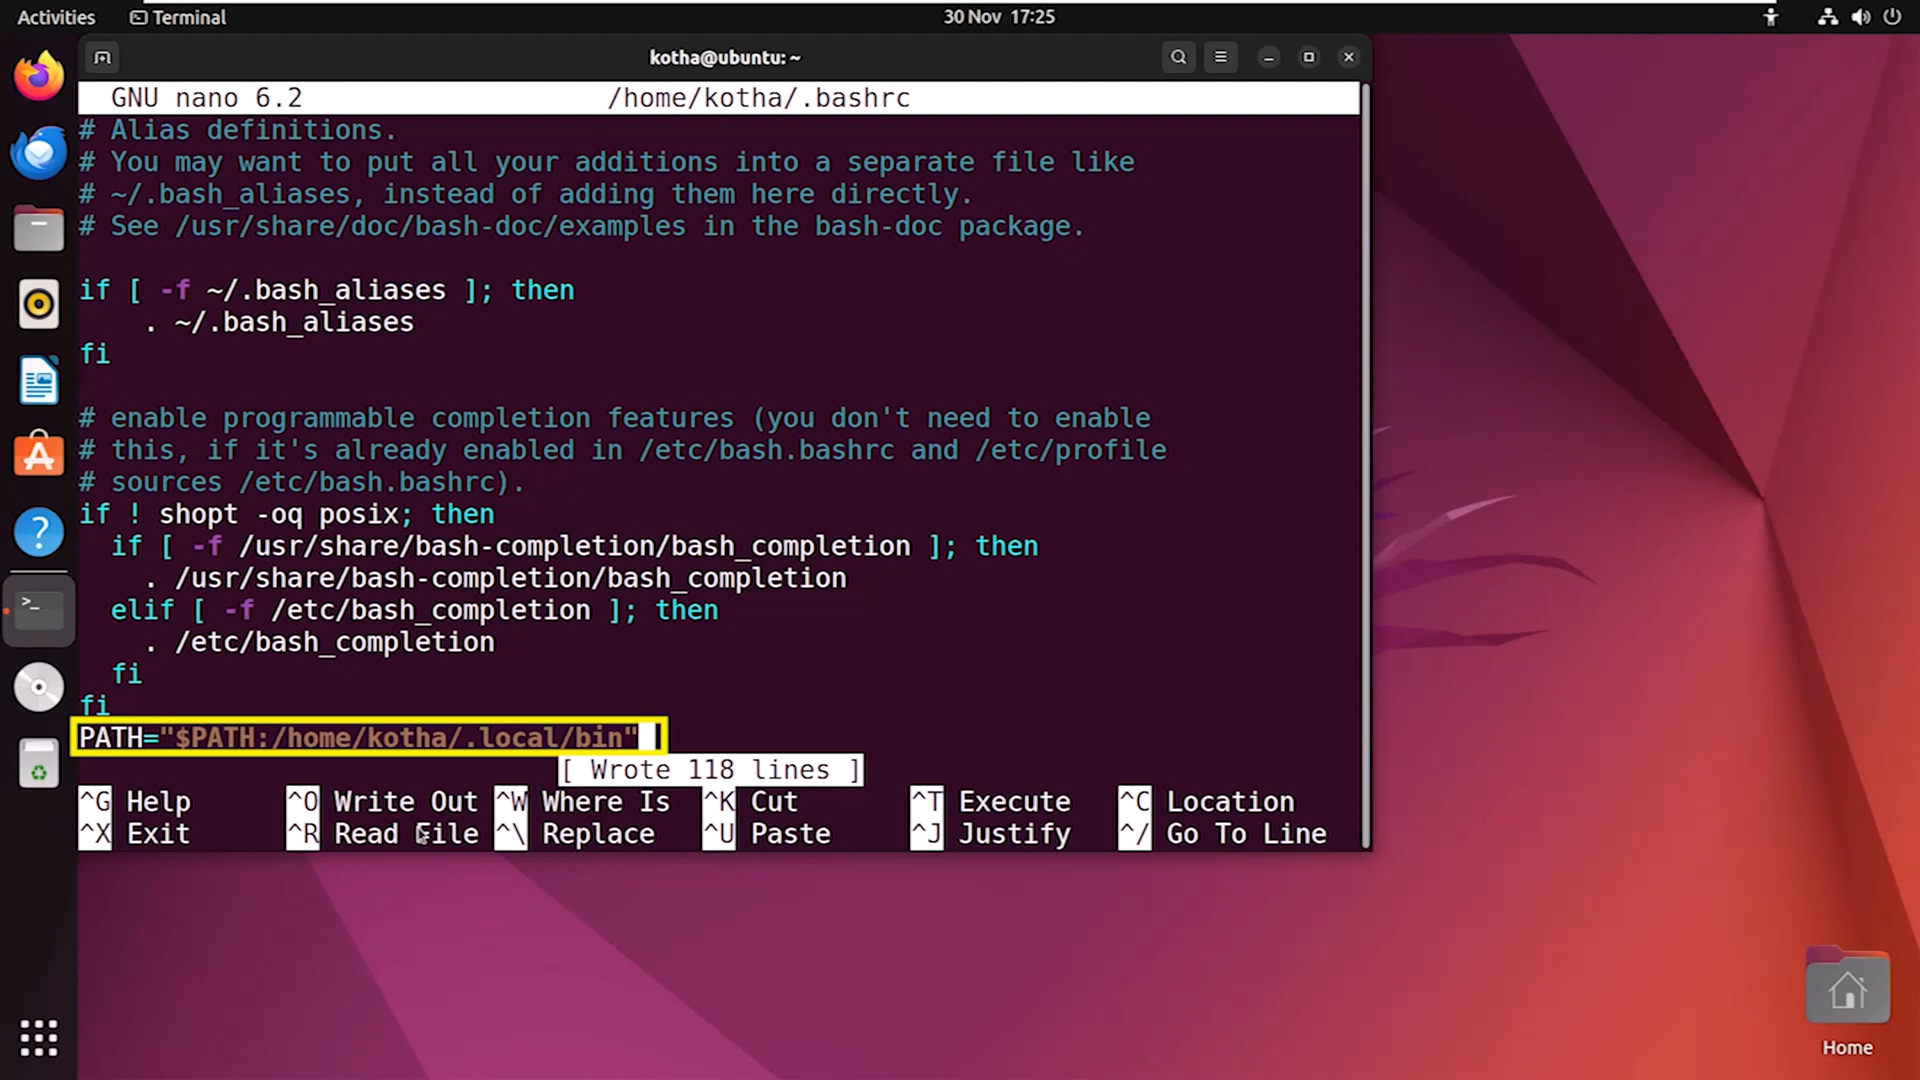 Activities Terminal 30 Nov 17:25
kotha@ubuntu: ~
GNU nano 6.2 /home/kotha/.bashrc
# Alias definitions.
# You may want to put all your additions into a separate file like
# ~/.bash_aliases, instead of adding them here directly.
# See /usr/share/doc/bash-doc/examples in the bash-doc package.
if [ -f ~/.bash_aliases ]; then
. ~/.bash_aliases
fi
# enable programmable completion features (you don't need to enable
# this, if it's already enabled in /etc/bash.bashrc and /etc/profile
# sources /etc/bash.bashrc).
if ! shopt -oq posix; then
if [ -f /usr/share/bash-completion/bash_completion ]; then
. /usr/share/bash-completion/bash_completion
elif [ -f /etc/bash_completion ]; then
. /etc/bash_completion
fi
fi
PATH="$PATH:/home/kotha/.local/bin"
[ Wrote 118 lines ]
^G Help ^O Write Out ^W Where Is ^K Cut ^T Execute ^C Location
^X Exit ^R Read File ^\ Replace ^U Paste ^J Justify ^/ Go To Line
Home